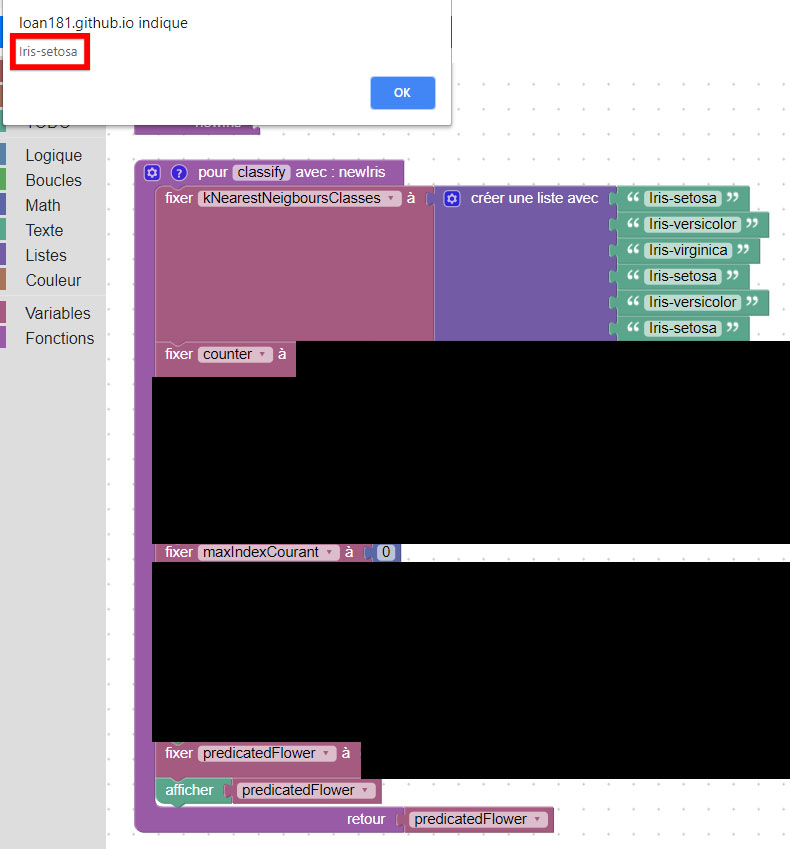 loan181.github.io indique
Iris-setosa
OK
Logique
Boucles
Math
Texte
Listes
Couleur
Variables
Fonctions
pour classify avec : newIris
fixer kNearestNeigboursClasses à créer une liste avec “ Iris-setosa ”
“ Iris-versicolor ”
“ Iris-virginica ”
“ Iris-setosa ”
“ Iris-versicolor ”
“ Iris-setosa ”
fixer counter à
fixer maxIndexCourant à 0
fixer predicatedFlower à
afficher predicatedFlower
retour predicatedFlower